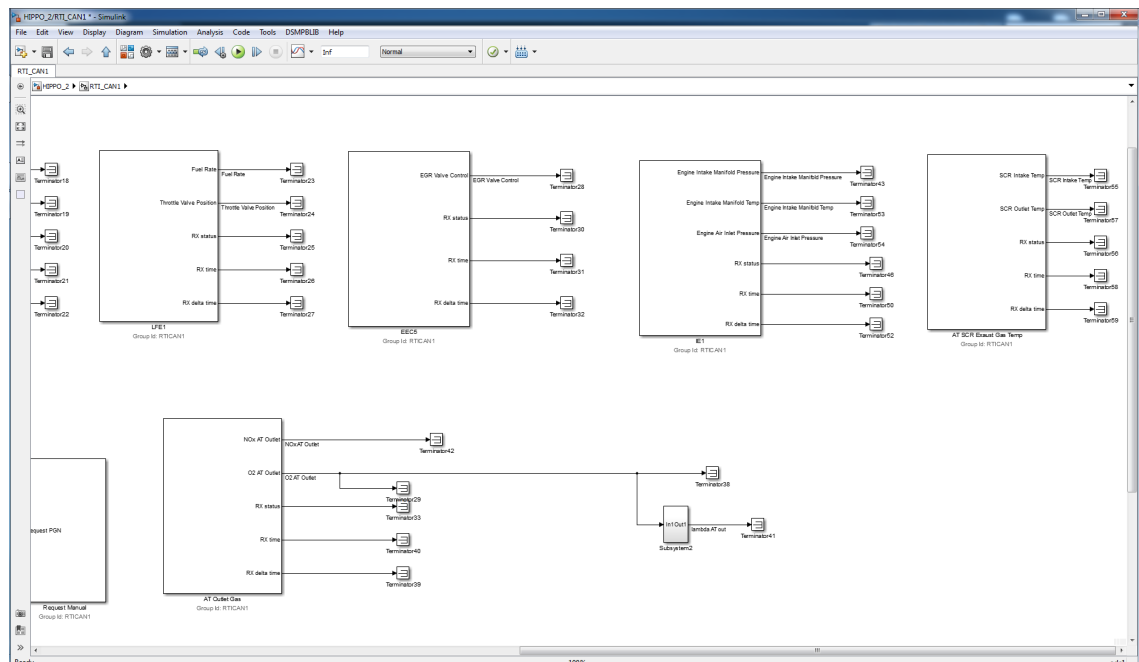 HIPPO_2/RTI_CAN1 * - Simulink
File Edit View Display Diagram Simulation Analysis Code Tools DSMPBLIB Help
Inf Normal
RTI_CAN1
HIPPO_2 RTI_CAN1
Terminator18
Terminator19
Terminator20
Terminator21
Terminator22
Fuel Rate Fuel Rate Terminator23
Throttle Valve Position Throttle Valve Position Terminator24
RX status Terminator25
RX time Terminator26
RX delta time Terminator27
LFE1
Group Id: RTICAN1
EGR Valve Control EGR Valve Control Terminator28
RX status Terminator30
RX time Terminator31
RX delta time Terminator32
EEC5
Group Id: RTICAN1
Engine Intake Manifold Pressure Engine Intake Manifold Pressure Terminator43
Engine Intake Manifold Temp Engine Intake Manifold Temp Terminator53
Engine Air Inlet Pressure Engine Air Inlet Pressure Terminator54
RX status Terminator46
RX time Terminator50
RX delta time Terminator52
IE1
Group Id: RTICAN1
SCR Intake Temp SCR Intake Temp Terminator55
SCR Outlet Temp SCR Outlet Temp Terminator57
RX status Terminator56
RX time Terminator58
RX delta time Terminator59
AT SCR Exaust Gas Temp
Group Id: RTICAN1
equest PGN
Request Manual
Group Id: RTICAN1
NOx AT Outlet NOx AT Outlet Terminator42
O2 AT Outlet O2 AT Outlet Terminator38
Terminator29
RX status Terminator33
RX time Terminator40
RX delta time Terminator39
AT Outlet Gas
Group Id: RTICAN1
In1 Out1 lambda AT out Terminator41
Subsystem2